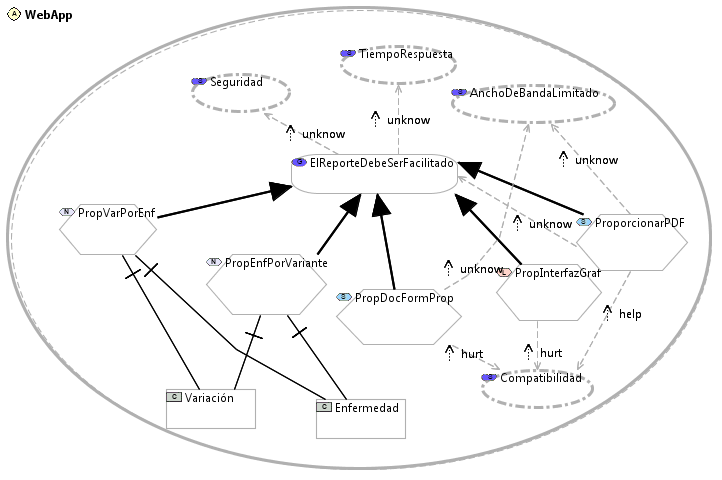 A WebApp
S TiempoRespuesta
S Seguridad
S AnchoDeBandaLimitado
unknow
unknow
unknow
G ElReporteDebeSerFacilitado
N PropVarPorEnf
S ProporcionarPDF
unknow
N PropEnfPorVariante
unknow
L PropInterfazGraf
S PropDocFormProp
help
hurt
hurt
S Compatibilidad
C Variación
C Enfermedad